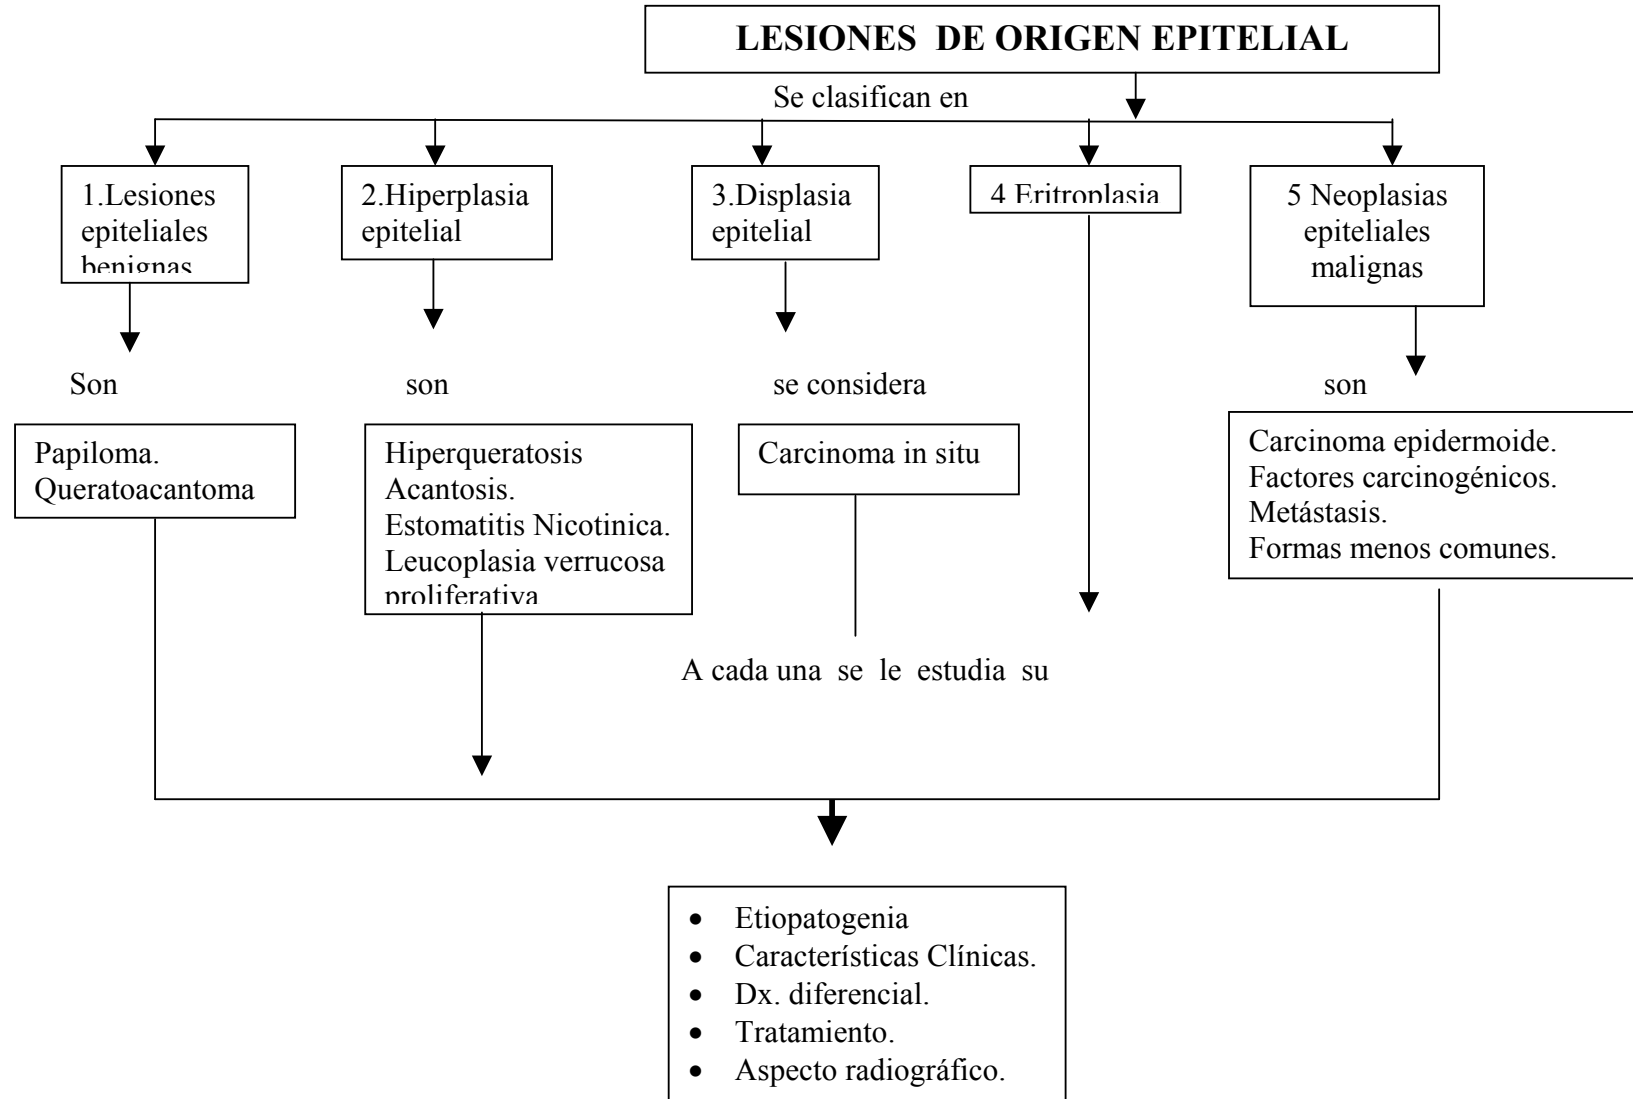 LESIONES DE ORIGEN EPITELIAL
Se clasifican en
1.Lesiones
epiteliales
benignas
2.Hiperplasia
epitelial
3.Displasia
epitelial
4 Eritroplasia
5 Neoplasias
epiteliales
malignas
Son
son
se considera
son
Papiloma.
Queratoacantoma
Hiperqueratosis
Acantosis.
Estomatitis Nicotinica.
Leucoplasia verrucosa
proliferativa
Carcinoma in situ
Carcinoma epidermoide.
Factores carcinogénicos.
Metástasis.
Formas menos comunes.
A cada una se le estudia su
• Etiopatogenia
• Características Clínicas.
• Dx. diferencial.
• Tratamiento.
• Aspecto radiográfico.